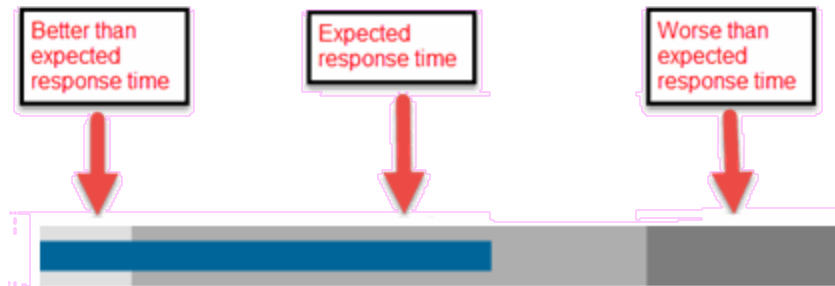 Better than
expected
response time
Expected
response time
Worse than
expected
response time